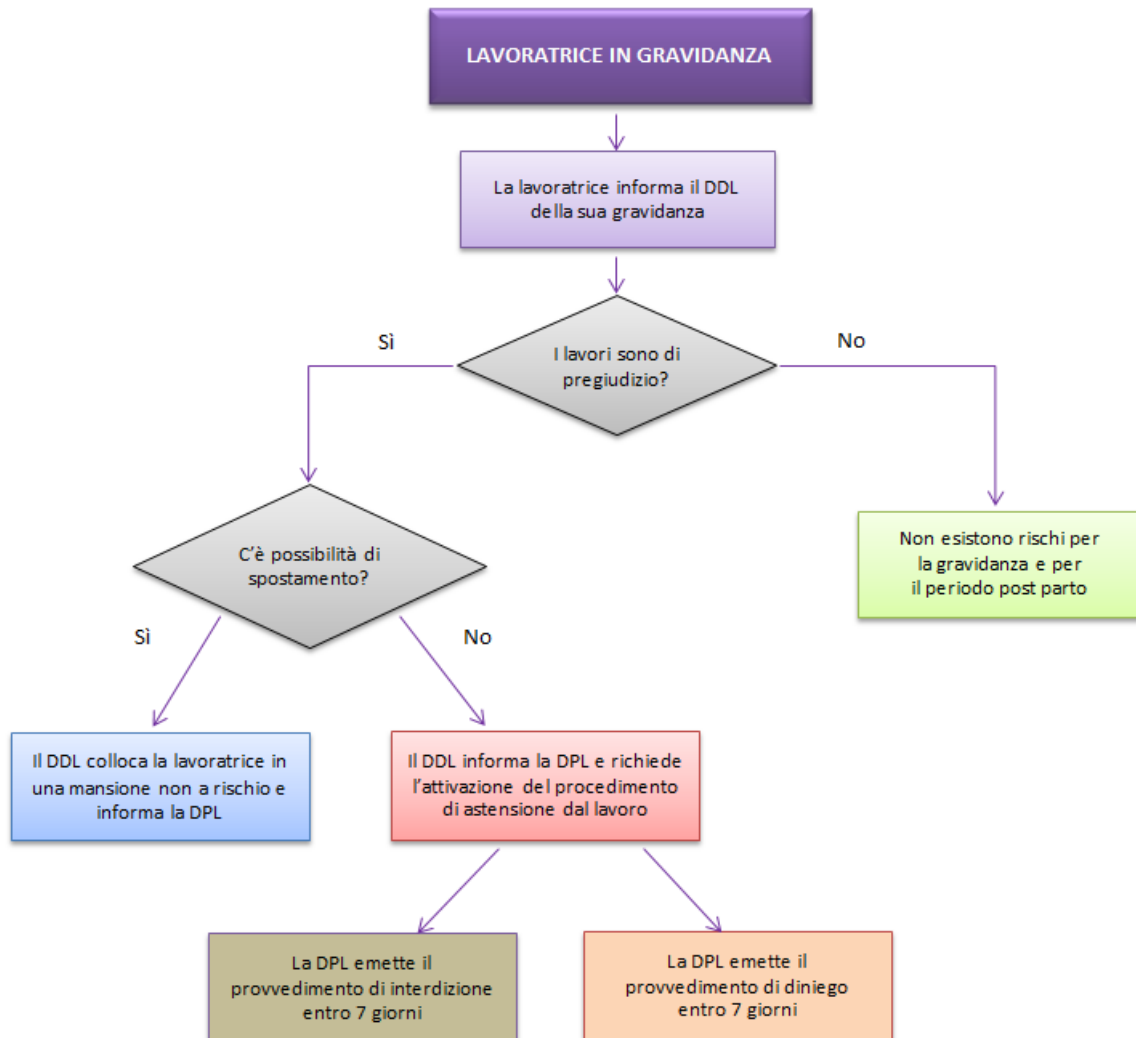 LAVORATRICE IN GRAVIDANZA
La lavoratrice informa il DDL
della sua gravidanza
Sì
No
I lavori sono di
pregiudizio?
C'è possibilità di
spostamento?
Non esistono rischi per
la gravidanza e per
il periodo post parto
Sì
No
Il DDL colloca la lavoratrice in
una mansione non a rischio e
informa la DPL
Il DDL informa la DPL e richiede
l'attivazione del procedimento
di astensione dal lavoro
La DPL emette il
provvedimento di interdizione
entro 7 giorni
La DPL emette il
provvedimento di diniego
entro 7 giorni